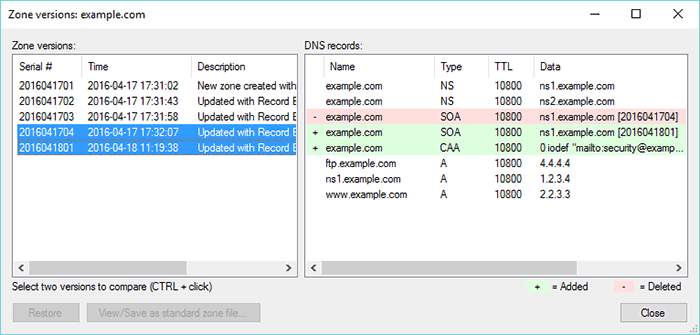 Zone versions: example.com
Zone versions:
Serial # Time Description
2016041701 2016-04-17 17:31:02 New zone created with
2016041702 2016-04-17 17:31:43 Updated with Record E
2016041703 2016-04-17 17:31:58 Updated with Record E
2016041704 2016-04-17 17:32:07 Updated with Record E
2016041801 2016-04-18 11:19:38 Updated with Record E
Select two versions to compare (CTRL + click)
Restore View/Save as standard zone file...
DNS records:
Name Type TTL Data
example.com NS 10800 ns1.example.com
example.com NS 10800 ns2.example.com
- example.com SOA 10800 ns1.example.com [2016041704]
+ example.com SOA 10800 ns1.example.com [2016041801]
+ example.com CAA 10800 0 iodef "mailto:security@examp...
ftp.example.com A 10800 4.4.4.4
ns1.example.com A 10800 1.2.3.4
www.example.com A 10800 2.2.3.3
+ = Added - = Deleted
Close